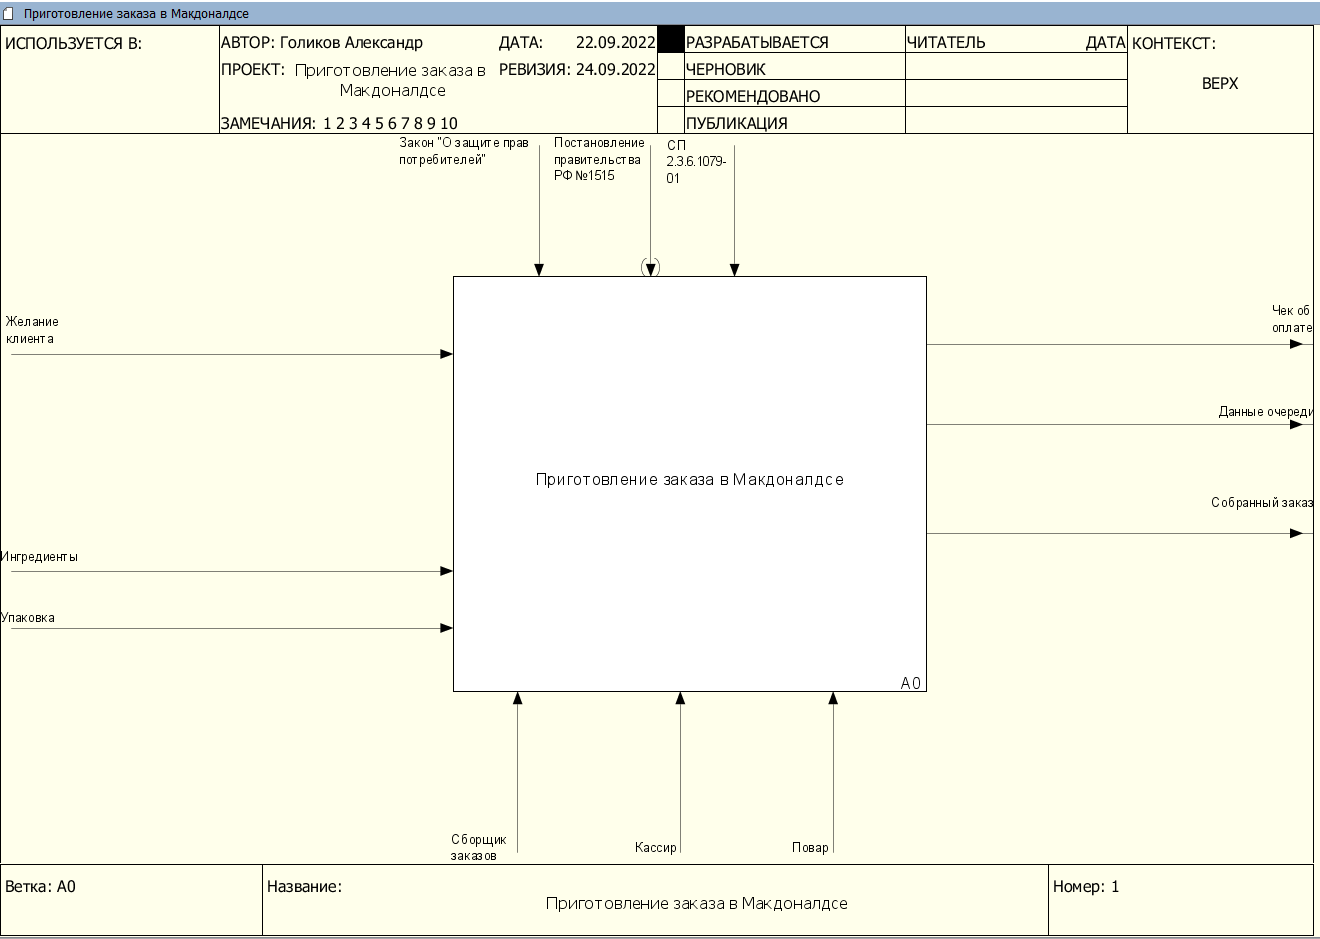 Приготовление заказа в Макдоналдсе
ИСПОЛЬЗУЕТСЯ В:
АВТОР: Голиков Александр
ДАТА: 22.09.2022
РАЗРАБАТЫВАЕТСЯ
ЧИТАТЕЛЬ
ДАТА
КОНТЕКСТ:
ПРОЕКТ: Приготовление заказа в
Маконалдсе
РЕВИЗИЯ: 24.09.2022
ЧЕРНОВИК
ВЕРХ
РЕКОМЕНДОВАНО
ЗАМЕЧАНИЯ: 1 2 3 4 5 6 7 8 9 10
ПУБЛИКАЦИЯ
Закон "О защите прав
потребителей"
Постановление
правительства
РФ №1515
СП
2.3.6.1079-
01
Желание
клиента
Чек об
оплате
Данные очереди
Приготовление заказа в Макдоналдсе
Собранный заказ
Ингредиенты
Упаковка
A0
Сборщик
заказов
Кассир
Повар
Ветка: A0
Название:
Приготовление заказа в Макдоналдсе
Номер: 1